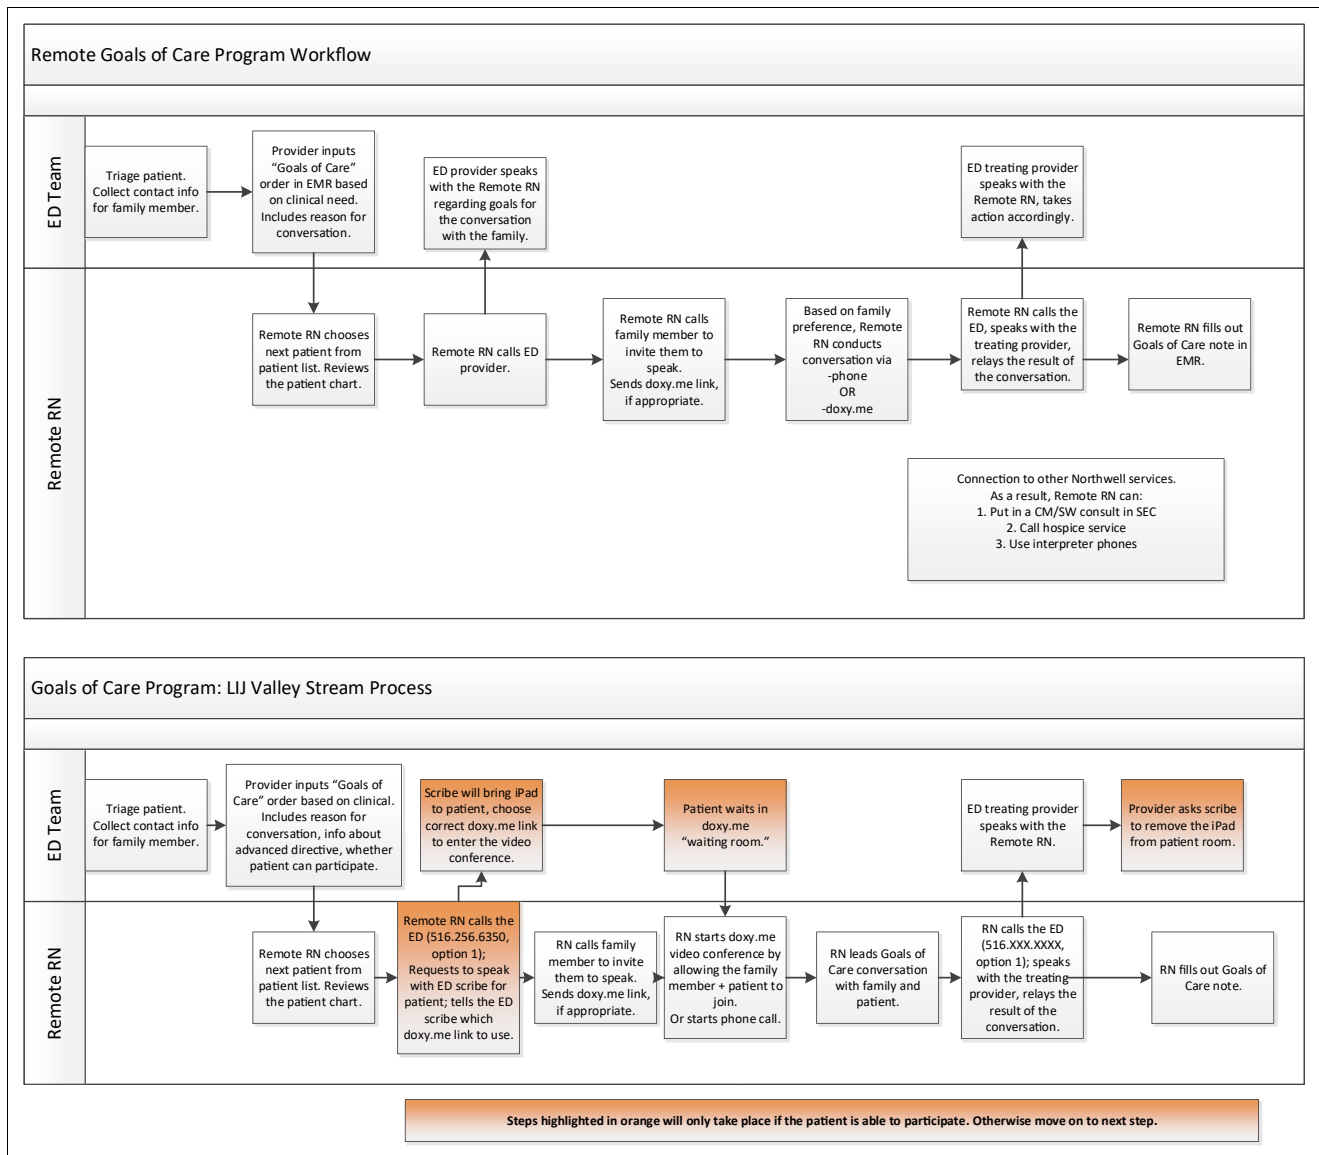 Remote Goals of Care Program Workflow
ED Team
Triage patient.
Collect contact info
for family member.
Provider inputs
“Goals of Care”
order in EMR based
on clinical need.
Includes reason for
conversation.
ED provider speaks
with the Remote RN
regarding goals for
the conversation
with the family.
ED treating provider
speaks with the
Remote RN, takes
action accordingly.
Remote RN
Remote RN chooses
next patient from
patient list. Reviews
the patient chart.
Remote RN calls ED
provider.
Remote RN calls
family member to
invite them to
speak.
Sends doxy.me link,
if appropriate.
Based on family
preference, Remote
RN conducts
conversation via
-phone
OR
-doxy.me
Remote RN calls the
ED, speaks with the
treating provider,
relays the result of
the conversation.
Remote RN fills out
Goals of Care note in
EMR.
Connection to other Northwell services.
As a result, Remote RN can:
1. Put in a CM/SW consult in SEC
2. Call hospice service
3. Use interpreter phones
Goals of Care Program: LIJ Valley Stream Process
ED Team
Triage patient.
Collect contact info
for family member.
Provider inputs “Goals of
Care” order based on clinical.
Includes reason for
conversation, info about
advanced directive, whether
patient can participate.
Scribe will bring iPad
to patient, choose
correct doxy.me link
to enter the video
conference.
Patient waits in
doxy.me
“waiting room.”
ED treating provider
speaks with the
Remote RN.
Provider asks scribe
to remove the iPad
from patient room.
Remote RN
Remote RN chooses
next patient from
patient list. Reviews
the patient chart.
Remote RN calls the
ED (516.256.6350,
option 1);
Requests to speak
with ED scribe for
patient; tells the ED
scribe which
doxy.me link to use.
RN calls family
member to invite
them to speak.
Sends doxy.me link,
if appropriate.
RN starts doxy.me
video conference by
allowing the family
member + patient to
join.
Or starts phone call.
RN leads Goals of
Care conversation
with family and
patient.
RN calls the ED
(516.XXX.XXXX,
option 1); speaks
with the treating
provider, relays the
result of the
conversation.
RN fills out Goals of
Care note.
Steps highlighted in orange will only take place if the patient is able to participate. Otherwise move on to next step.